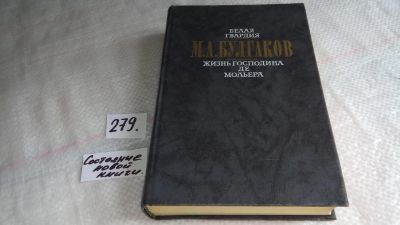 БЕЛАЯ
ГВАРДИЯ
М.А.БУЛГАКОВ
ЖИЗНЬ ГОСПОДИНА
ДЕ
МОЛЬЕРА
279.
Состояние
новой
книги.